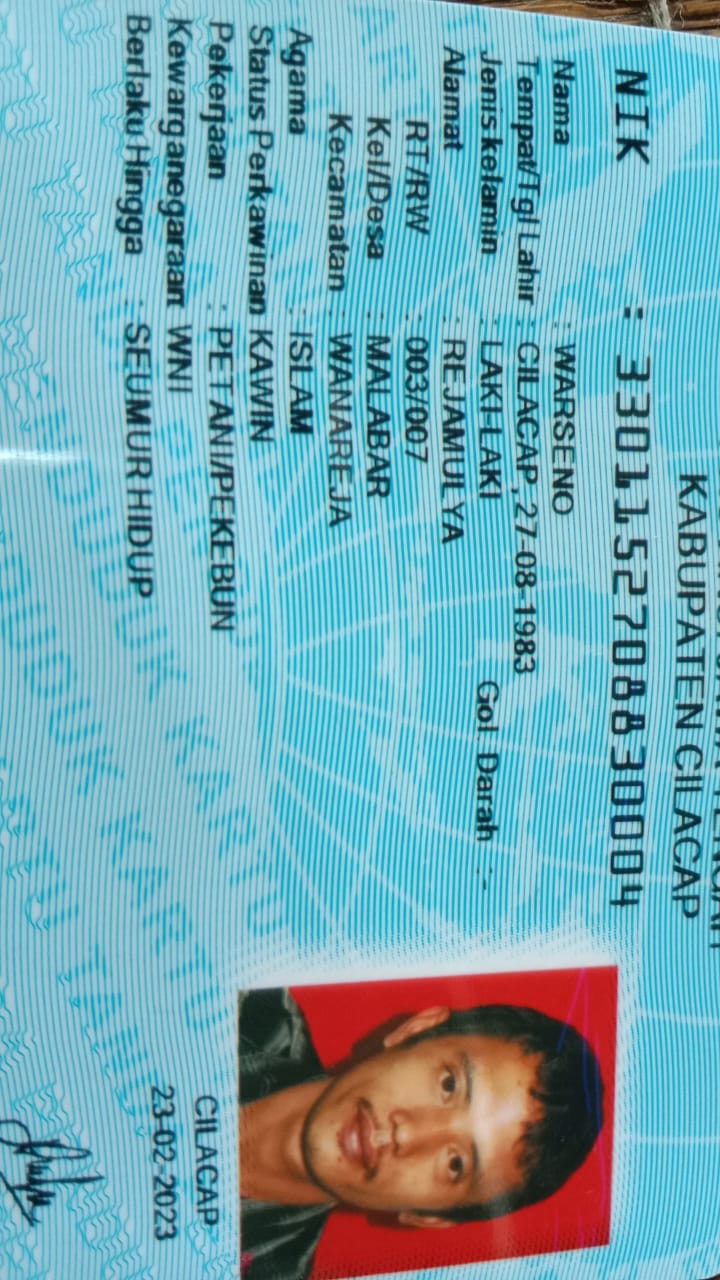 KABUPATEN CILACAP
NIK : 3301152708830004
Nama : WARSENO
Tempat/Tgl Lahir : CILACAP, 27-08-1983
Jenis kelamin : LAKI-LAKI Gol. Darah : -
Alamat : REJAMULYA
RT/RW : 003/007
Kel/Desa : MALABAR
Kecamatan : WANAREJA
Agama : ISLAM
Status Perkawinan : KAWIN
Pekerjaan : PETANI/PEKEBUN
Kewarganegaraan : WNI
Berlaku Hingga : SEUMUR HIDUP
CILACAP
23-02-2023